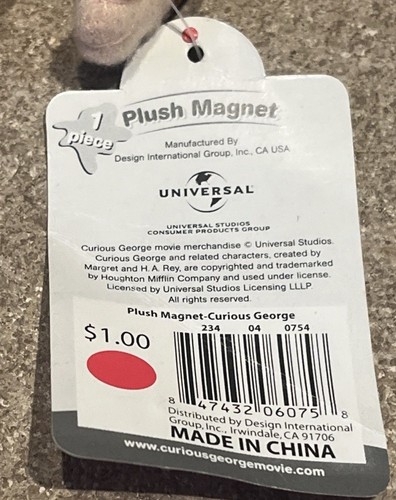 1 piece
Plush Magnet
Manufactured By
Design International Group, Inc., CA USA
UNIVERSAL
UNIVERSAL STUDIOS
CONSUMER PRODUCTS GROUP
Curious George movie merchandise © Universal Studios.
Curious George and related characters, created by
Margret and H.A. Rey, are copyrighted and trademarked
by Houghton Mifflin Company and used under license.
Licensed by Universal Studios Licensing LLLP.
All rights reserved.
Plush Magnet-Curious George
234 04 0754
$1.00
8 47432 06075 8
Distributed by Design International
Group, Inc., Irwindale, CA 91706
MADE IN CHINA
www.curiousgeorgemovie.com